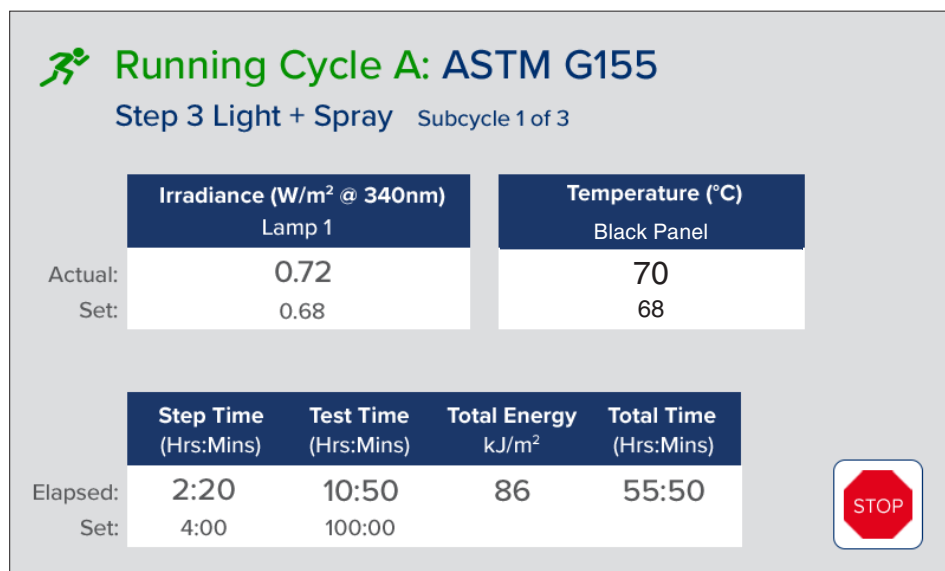 Running Cycle A: ASTM G155
Step 3 Light + Spray Subcycle 1 of 3
Irradiance (W/m² @ 340nm) Temperature (°C)
Lamp 1 Black Panel
Actual: 0.72 70
Set: 0.68 68
Step Time Test Time Total Energy Total Time
(Hrs:Mins) (Hrs:Mins) kJ/m² (Hrs:Mins)
Elapsed: 2:20 10:50 86 55:50
Set: 4:00 100:00
STOP